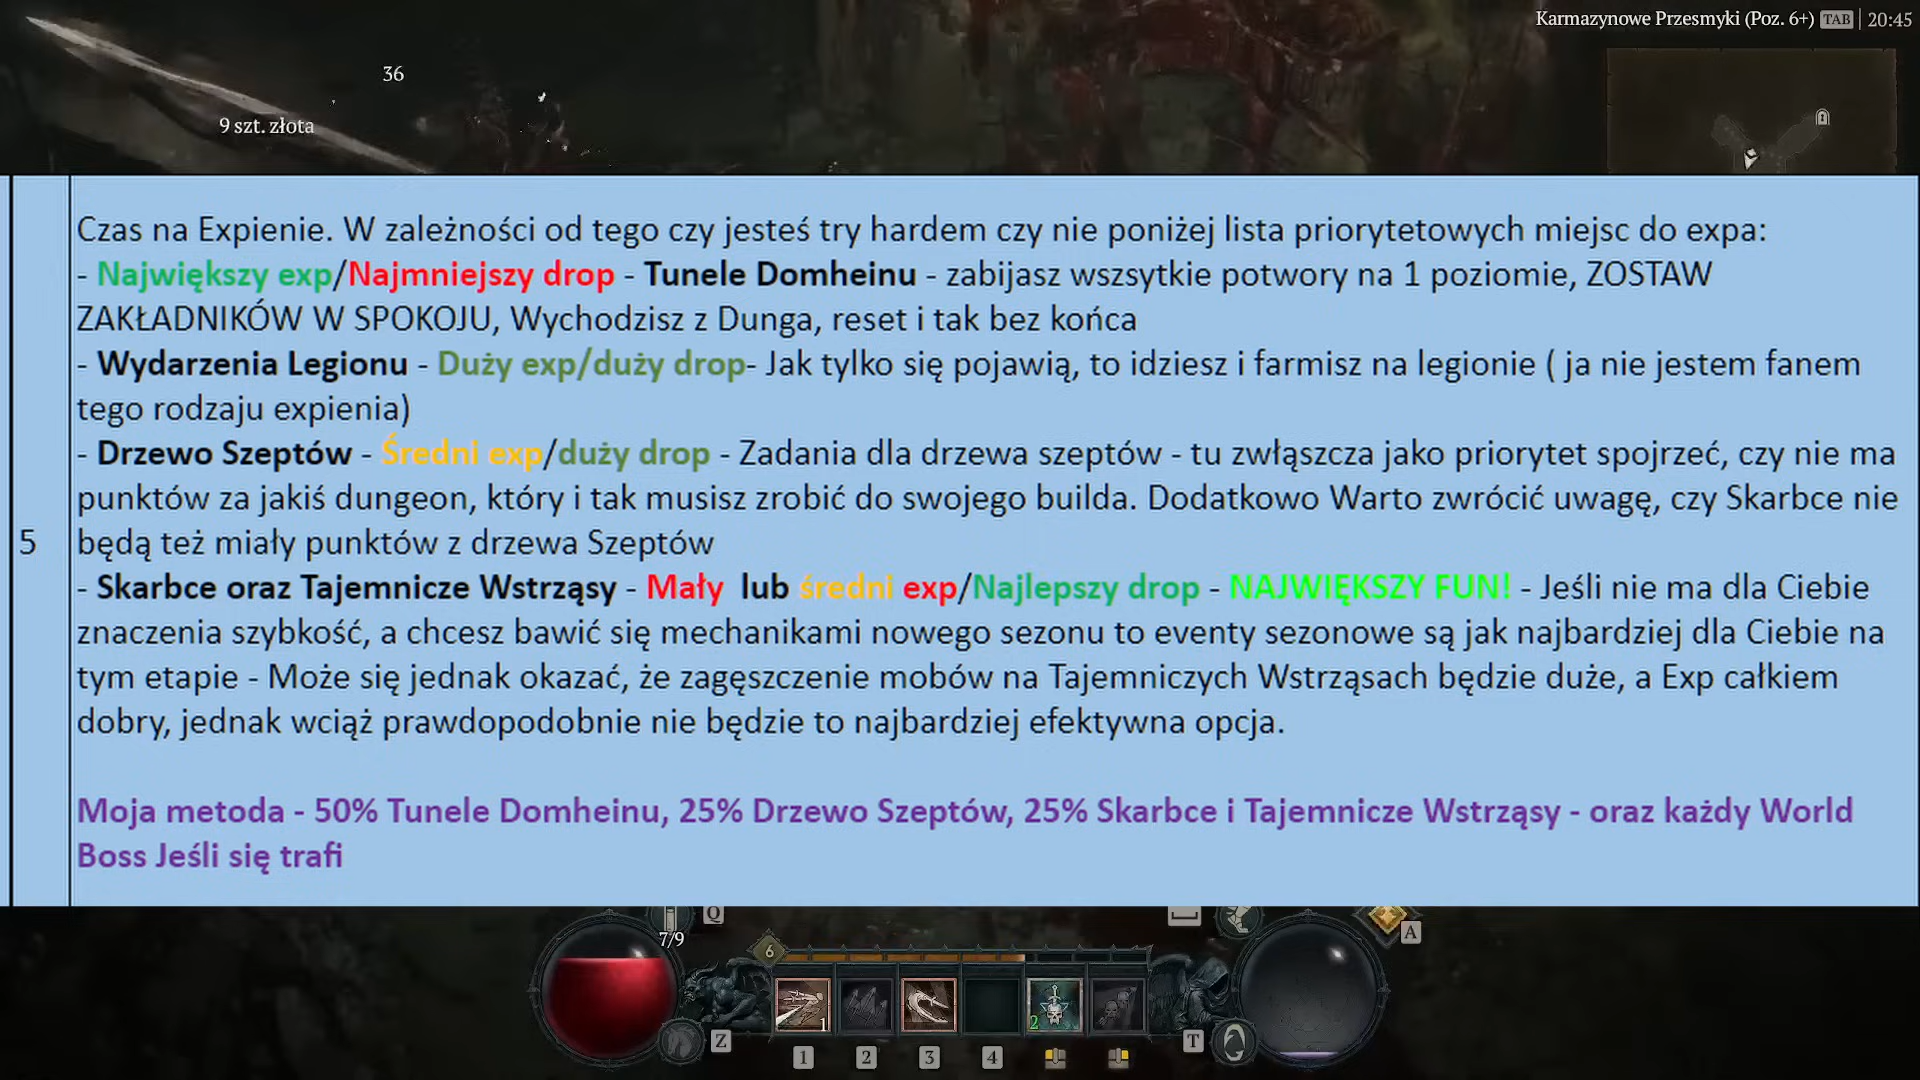 Karmazynowe Przesmyki (Poz. 6+) TAB | 20:45
36
9 szt. złota
Czas na Expienie. W zależności od tego czy jesteś try hardem czy nie poniżej lista priorytetowych miejsc do expa:
- Największy exp/Najmniejszy drop - Tunele Domheinu - zabijasz wszsytkie potwory na 1 poziomie, ZOSTAW
ZAKŁADNIKÓW W SPOKOJU, Wychodzisz z Dunga, reset i tak bez końca
- Wydarzenia Legionu - Duży exp/duży drop- Jak tylko się pojawią, to idziesz i farmisz na legionie ( ja nie jestem fanem
tego rodzaju expienia)
- Drzewo Szeptów - Średni exp/duży drop - Zadania dla drzewa szeptów - tu zwłąszcza jako priorytet spojrzeć, czy nie ma
punktów za jakiś dungeon, który i tak musisz zrobić do swojego builda. Dodatkowo Warto zwrócić uwagę, czy Skarbce nie
5 będą też miały punktów z drzewa Szeptów
- Skarbce oraz Tajemnicze Wstrząsy - Mały lub średni exp/Najlepszy drop - NAJWIĘKSZY FUN! - Jeśli nie ma dla Ciebie
znaczenia szybkość, a chcesz bawić się mechanikami nowego sezonu to eventy sezonowe są jak najbardziej dla Ciebie na
tym etapie - Może się jednak okazać, że zagęszczenie mobów na Tajemniczych Wstrząsach będzie duże, a Exp całkiem
dobry, jednak wciąż prawdopodobnie nie będzie to najbardziej efektywna opcja.
Moja metoda - 50% Tunele Domheinu, 25% Drzewo Szeptów, 25% Skarbce i Tajemnicze Wstrząsy - oraz każdy World
Boss Jeśli się trafi
Q
7/9
6
A
1
2
Z
T
1 2 3 4